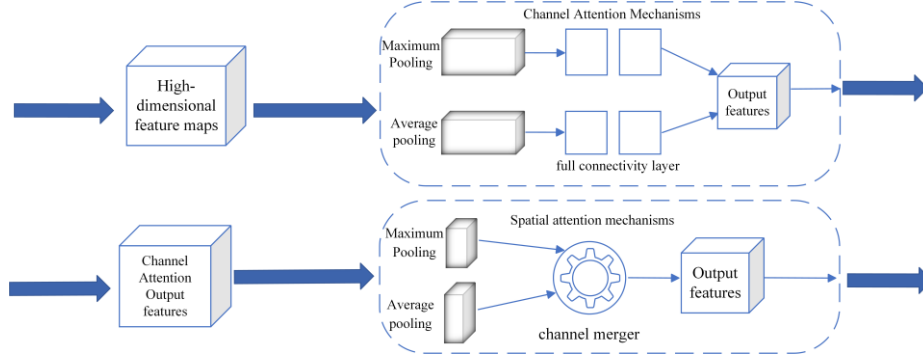 High-
dimensional
feature maps
Channel Attention Mechanisms
Maximum
Pooling
Average
pooling
full connectivity layer
Output
features
Channel
Attention
Output
features
Spatial attention mechanisms
Maximum
Pooling
Average
pooling
channel merger
Output
features